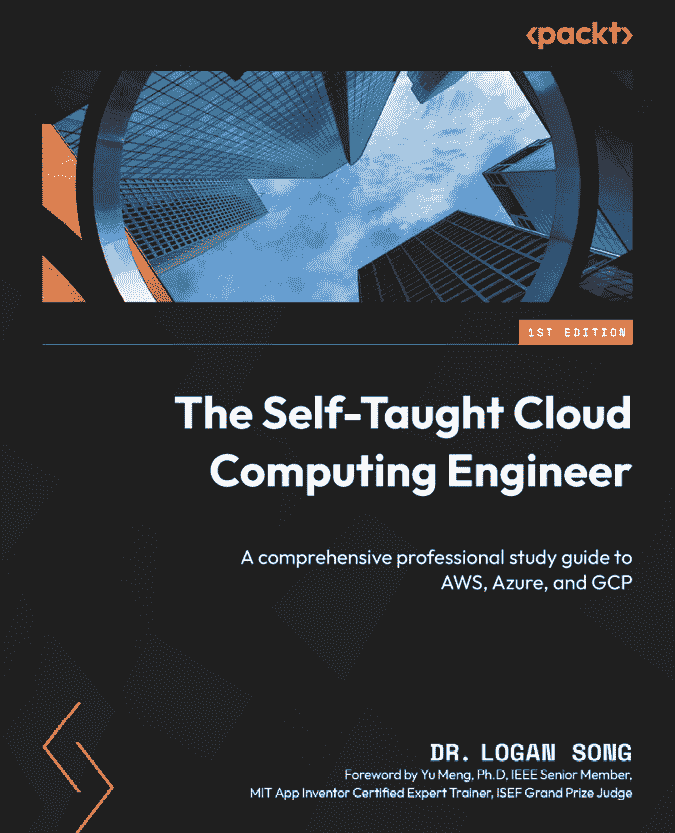 <packt>
1ST EDITION
The Self-Taught Cloud
Computing Engineer
A comprehensive professional study guide to
AWS, Azure, and GCP
DR. LOGAN SONG
Foreword by Yu Meng, Ph.D, IEEE Senior Member,
MIT App Inventor Certified Expert Trainer, ISEF Grand Prize Judge